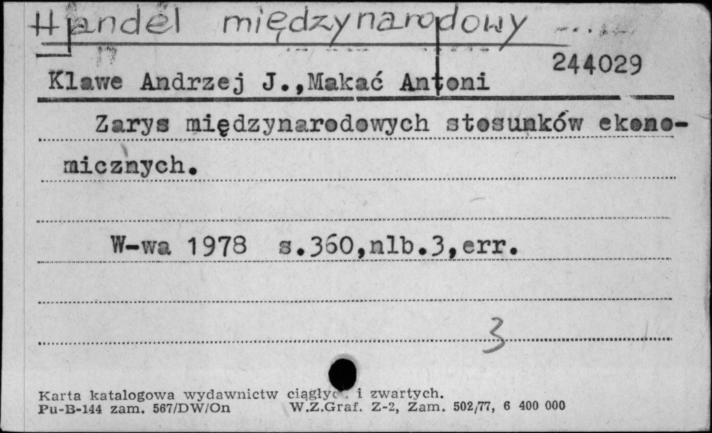 Handel międzynarodowy
17
244029
Klawe Andrzej J.,Makać Antoni
Zarys międzynarodowych stosunków ekono-
micznych.
W-wa 1978 s.360,nlb.3,err.
3
Karta katalogowa wydawnictw i zwartych.
Pu-B-144 zam. 567/DW/On W.Z.Graf. Z-2, Zam. 502/77, 6 400 000